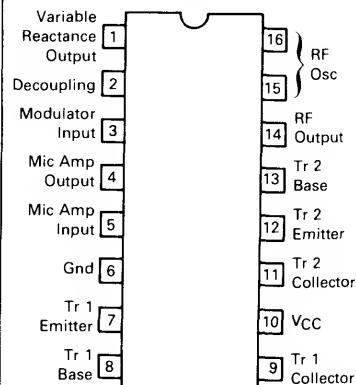 Variable
Reactance
Output
1
Decoupling 2
Modulator
Input 3
Mic Amp
Output 4
Mic Amp
Input 5
Gnd 6
Tr 1
Emitter 7
Tr 1
Base 8
16
RF
Osc
15
RF
14 Output
Tr 2
13 Base
Tr 2
12 Emitter
Tr 2
11 Collector
10 VCC
Tr 1
9 Collector